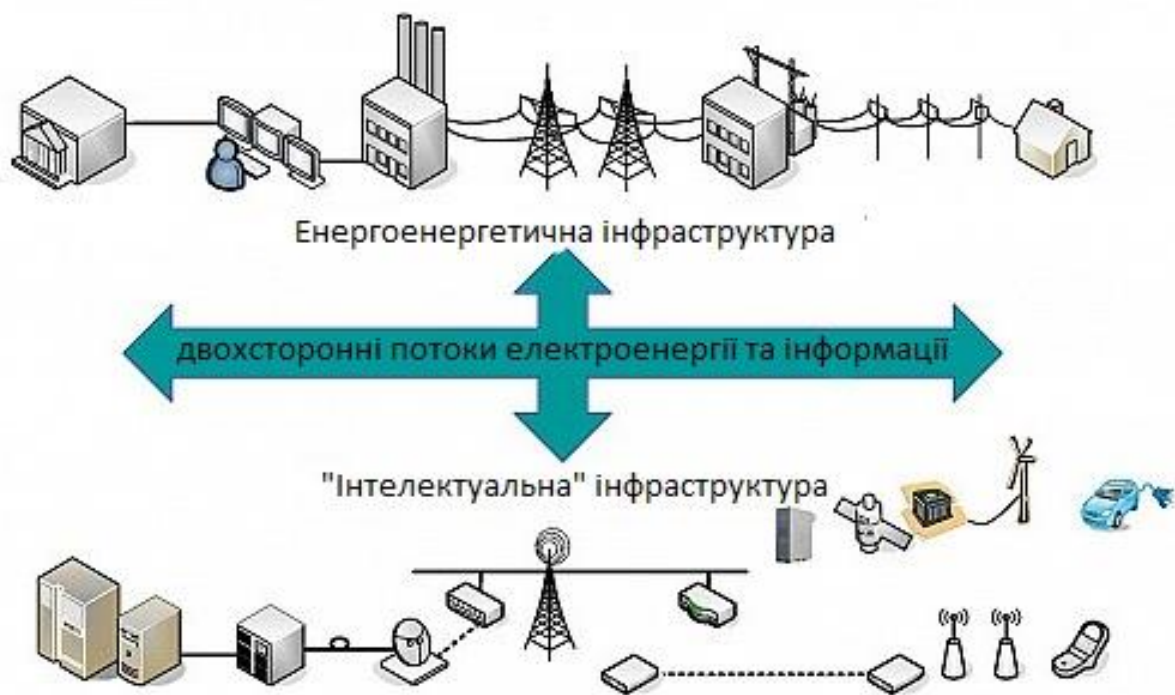 Енергоенергетична інфраструктура
двохсторонні потоки електроенергії та інформації
"Інтелектуальна" інфраструктура